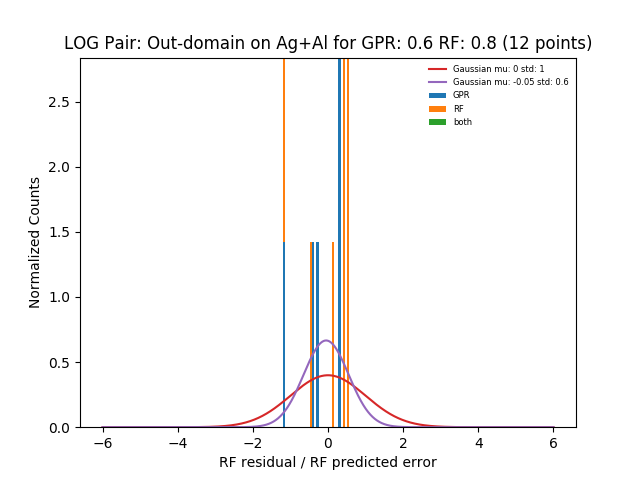 LOG Pair: Out-domain on Ag+Al for GPR: 0.6 RF: 0.8 (12 points)
Gaussian mu: 0 std: 1
Gaussian mu: -0.05 std: 0.6
GPR
RF
both
Normalized Counts
2.5
2.0
1.5
1.0
0.5
0.0
−6 −4 −2 0 2 4 6
RF residual / RF predicted error